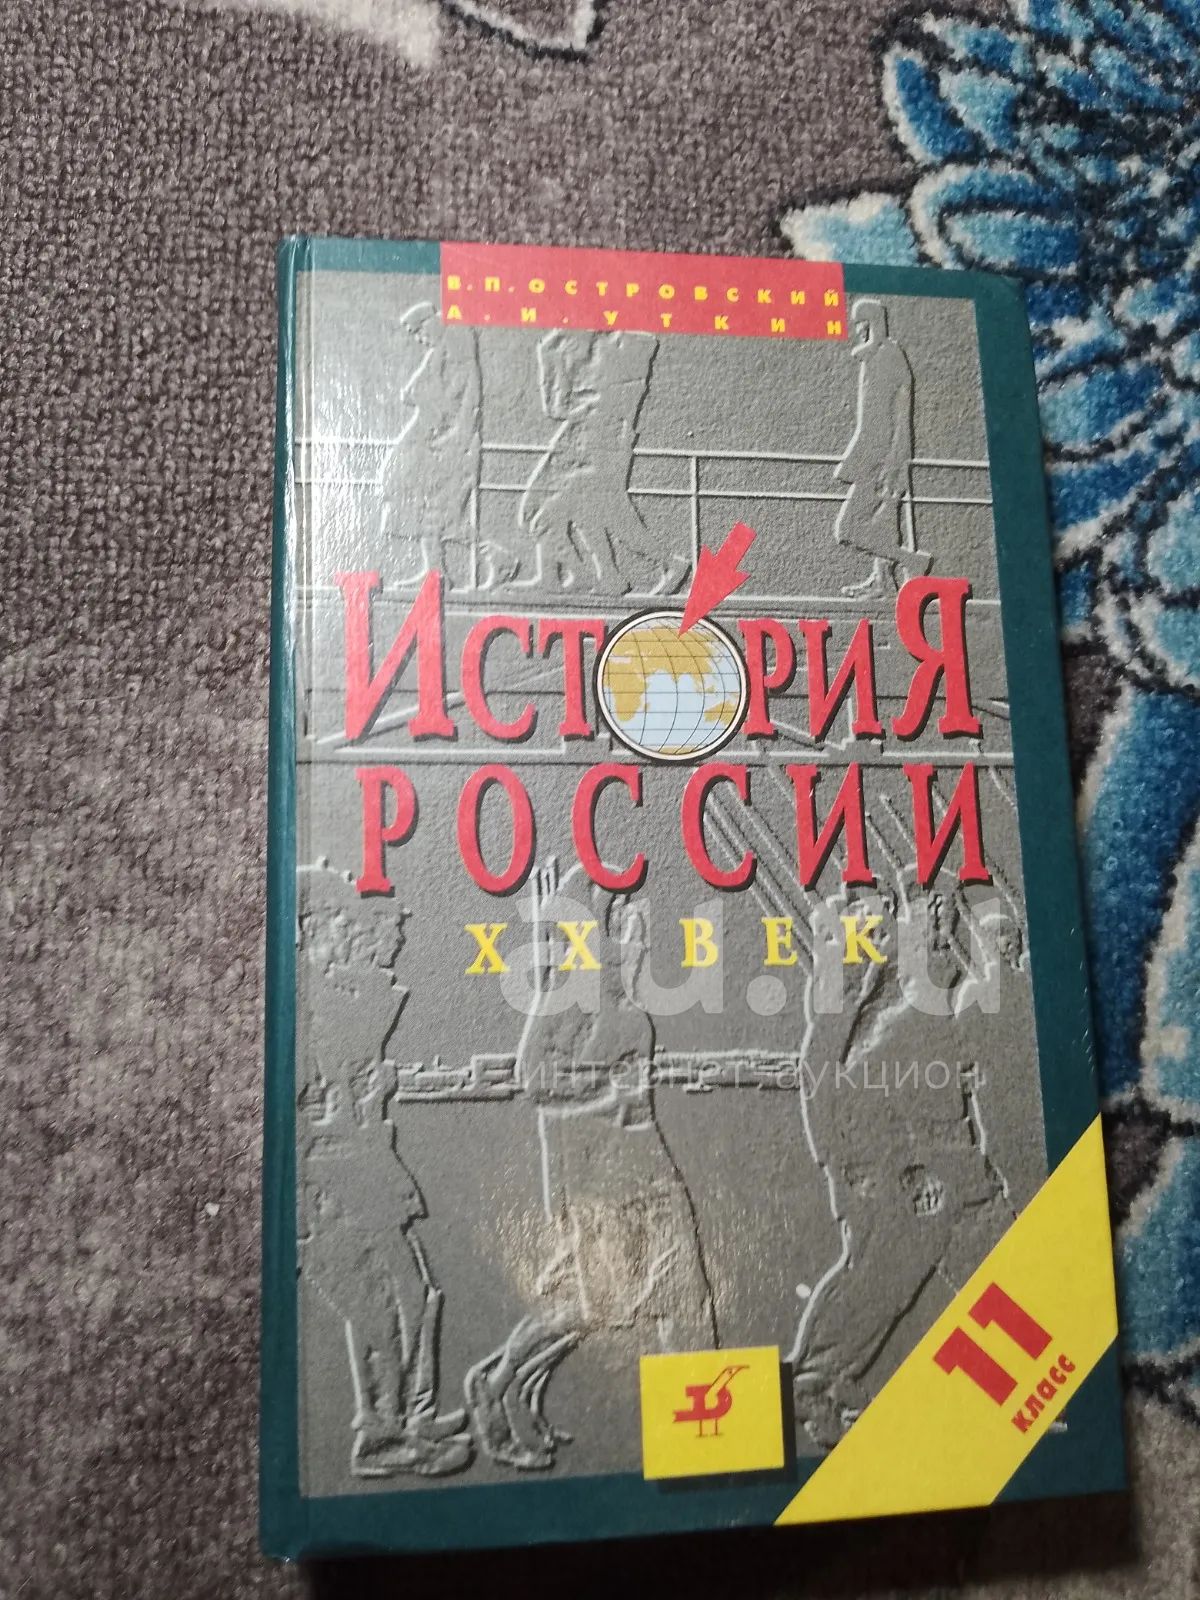 В.П.ОСТРОВСКИЙ
А.И.УТКИН
ИСТОРИЯ
РОССИИ
XX ВЕК
au.ru
интернет-аукцион
11
класс